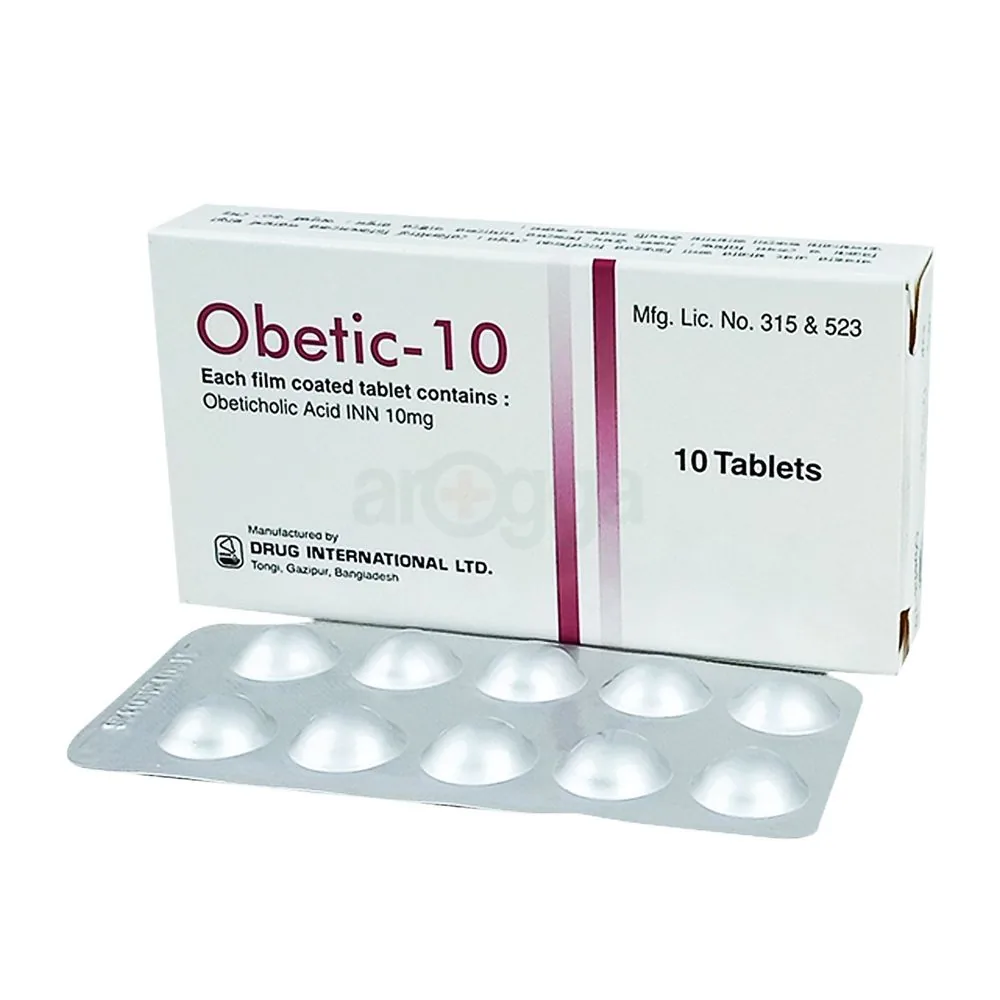 Obetic-10
Each film coated tablet contains :
Obeticholic Acid INN 10mg
Manufactured by
DRUG INTERNATIONAL LTD.
Tongi, Gazipur, Bangladesh
Mfg. Lic. No. 315 & 523
10 Tablets
arogga